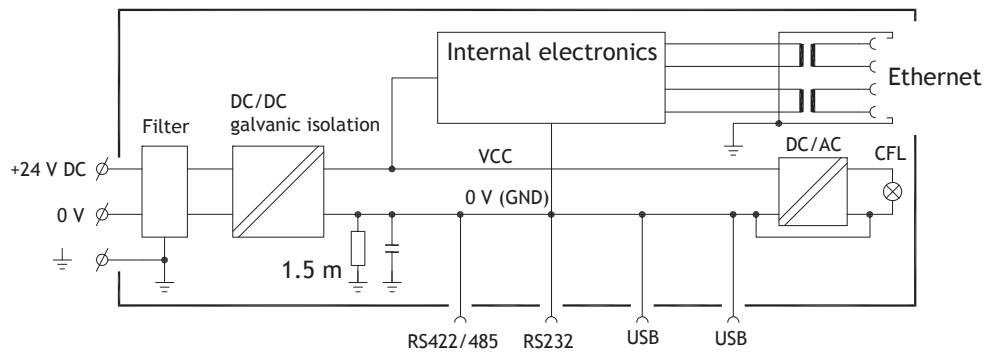 Internal electronics
Ethernet
DC/DC
galvanic isolation
Filter
DC/AC
CFL
+24 V DC
VCC
0 V
0 V (GND)
1.5 m
RS422/485
RS232
USB
USB